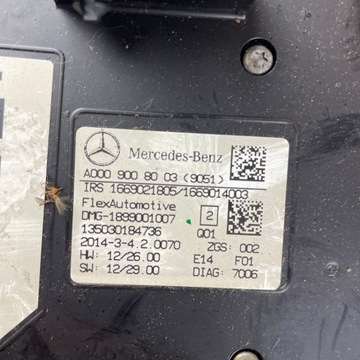 Mercedes-Benz
A000 900 80 03 (9051)
IRS 1669021805/1669014003
FlexAutomotive
DMG-1899001007 2
135030184736 Q01
2014-3-4.2.0070 ZGS: 002
HW: 12/26.00 E14 F01
SW: 12/29.00 DIAG: 7006